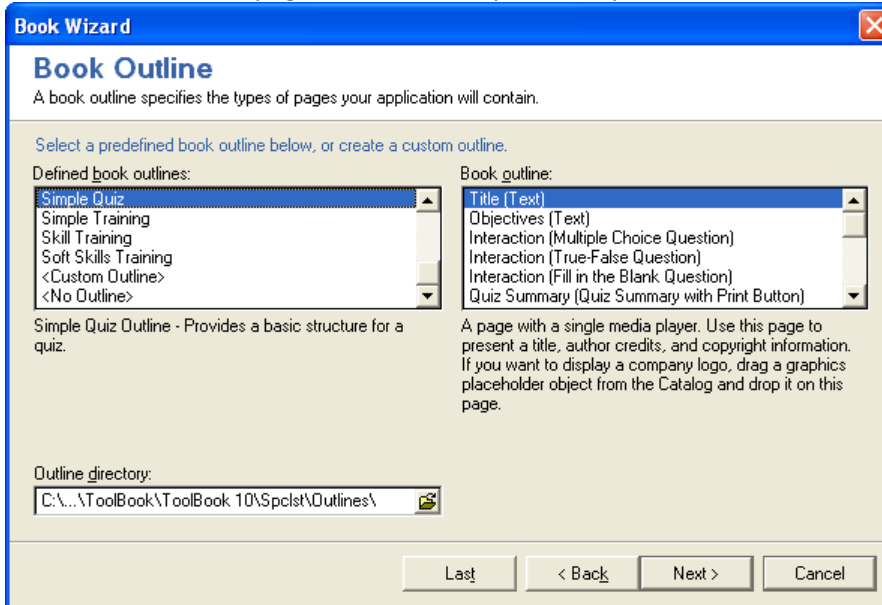 Book Wizard
Book Outline
A book outline specifies the types of pages your application will contain.
Select a predefined book outline below, or create a custom outline.
Defined book outlines:
Simple Quiz
Simple Training
Skill Training
Soft Skills Training
<Custom Outline>
<No Outline>
Simple Quiz Outline - Provides a basic structure for a
quiz.
Book outline:
Title (Text)
Objectives (Text)
Interaction (Multiple Choice Question)
Interaction (True-False Question)
Interaction (Fill in the Blank Question)
Quiz Summary (Quiz Summary with Print Button)
A page with a single media player. Use this page to
present a title, author credits, and copyright information.
If you want to display a company logo, drag a graphics
placeholder object from the Catalog and drop it on this
page.
Outline directory:
C:\...\ToolBook\ToolBook 10\Spclst\Outlines\
Last
< Back
Next >
Cancel